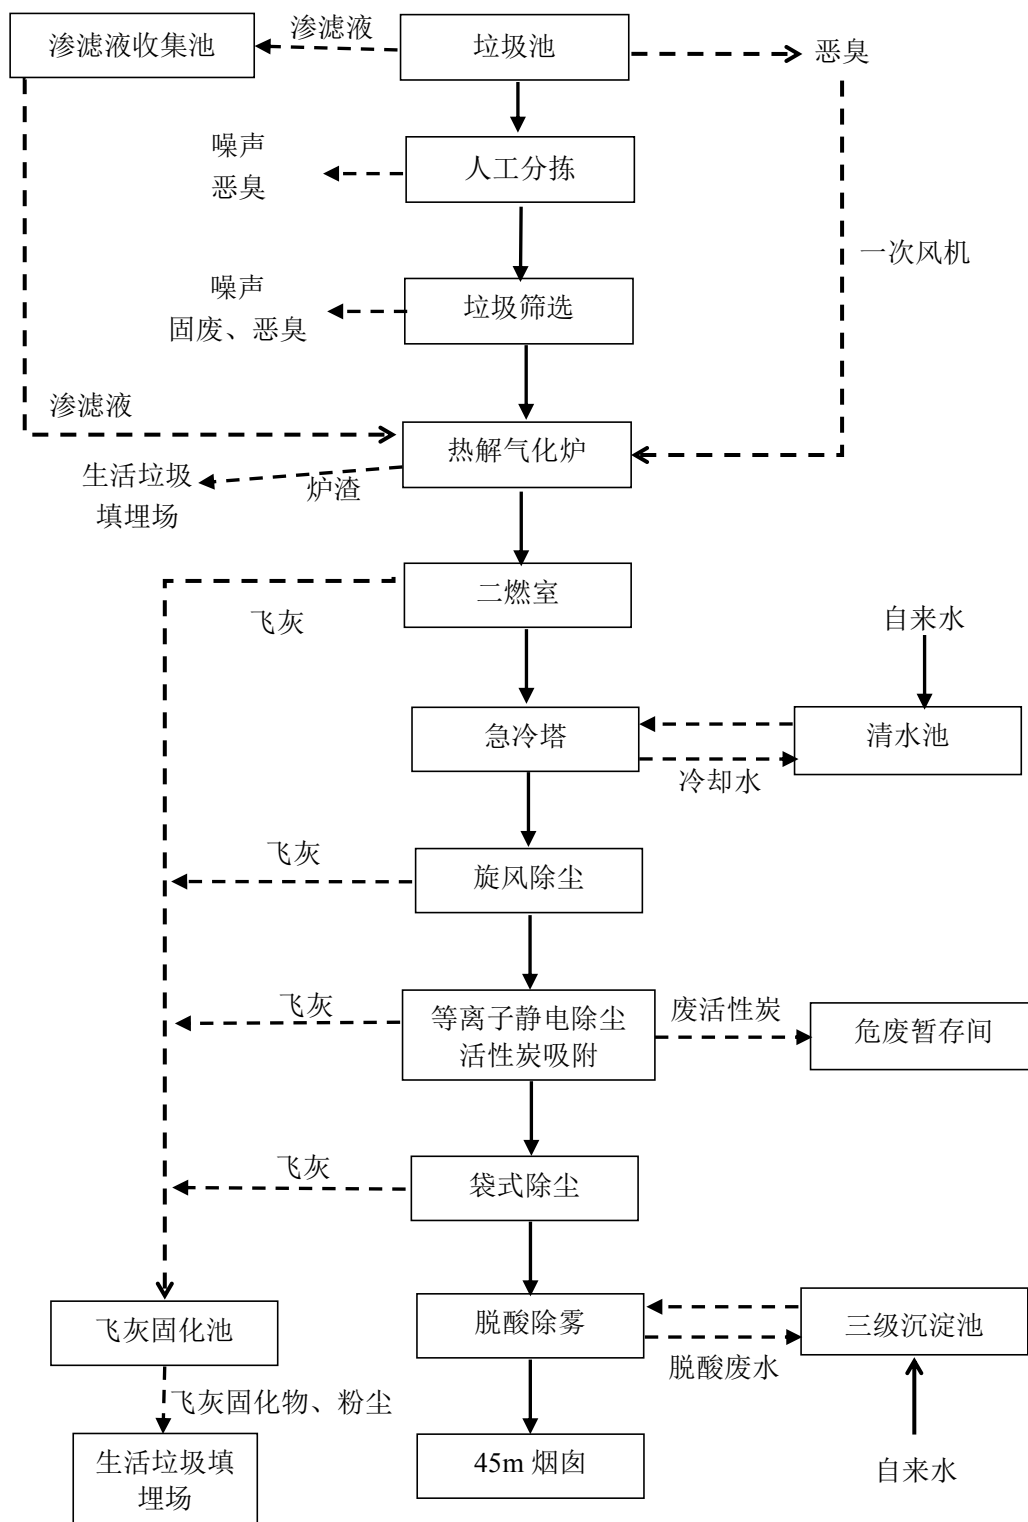 渗滤液收集池
渗滤液
垃圾池
恶臭
噪声
恶臭
人工分拣
一次风机
噪声
固废、恶臭
垃圾筛选
渗滤液
热解气化炉
生活垃圾
填埋场
炉渣
二燃室
飞灰
自来水
急冷塔
清水池
冷却水
飞灰
旋风除尘
飞灰
等离子静电除尘
活性炭吸附
废活性炭
危废暂存间
飞灰
袋式除尘
飞灰固化池
脱酸除雾
三级沉淀池
脱酸废水
飞灰固化物、粉尘
生活垃圾填
埋场
45m 烟囱
自来水